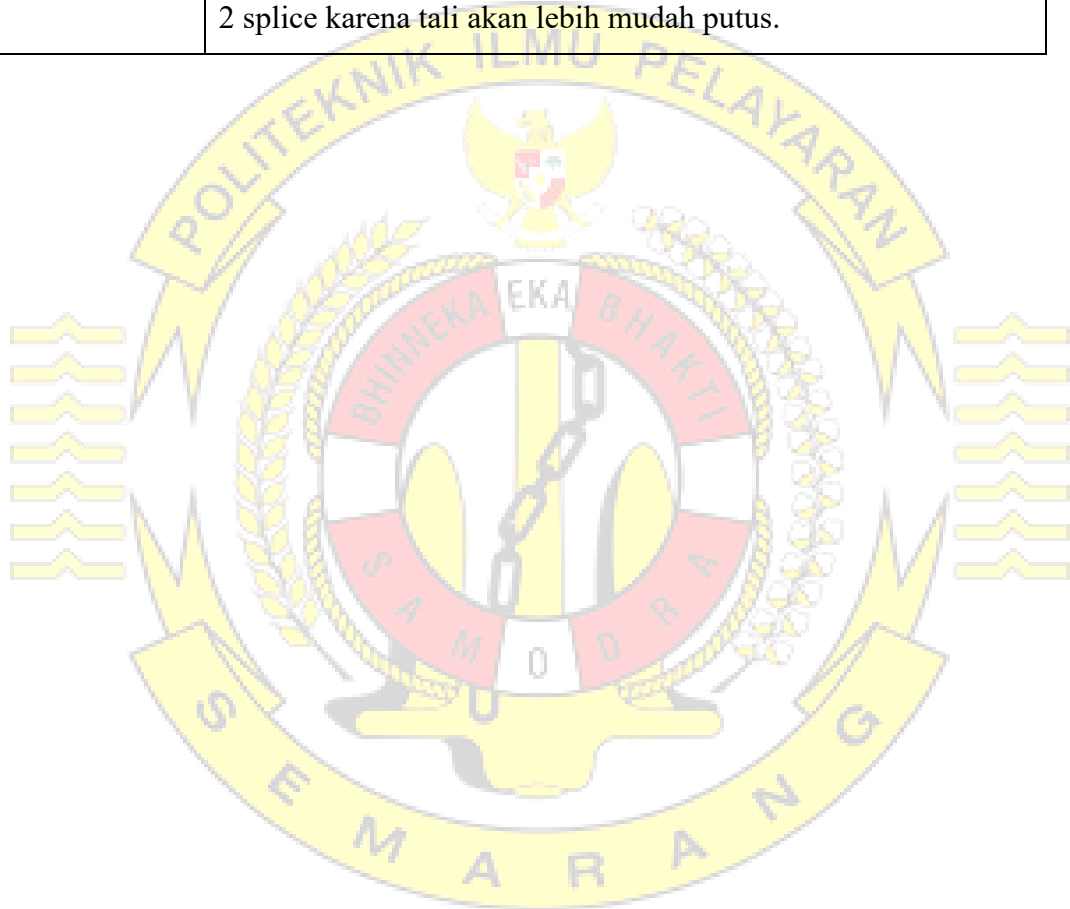 2 splice karena tali akan lebih mudah putus.
POLITEKNIK ILMU PELAYARAN
BHINNEKA EKA BHAKTI
SAMODRA
SEMARANG